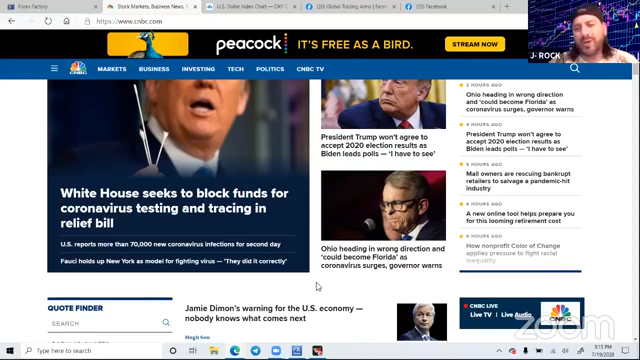 Forex Factory
Stock Markets, Business News, F
U.S. Dollar Index Chart — DXY Q
(20) Global Trading Army | Face
(20) Facebook
https://www.cnbc.com
peacock
IT'S FREE AS A BIRD.
STREAM NOW
J- ROCK
CNBC
MARKETS
BUSINESS
INVESTING
TECH
POLITICS
CNBC TV
White House seeks to block funds for
coronavirus testing and tracing in
relief bill
U.S. reports more than 70,000 new coronavirus infections for second day
Fauci holds up New York as model for fighting virus — 'They did it correctly'
President Trump won't agree to
accept 2020 election results as
Biden leads polls — 'I have to see'
Ohio heading in wrong direction and
'could become Florida' as
coronavirus surges, governor warns
2 HOURS AGO
Ohio heading in wrong direction
and 'could become Florida' as
coronavirus surges, governor warns
4 HOURS AGO
President Trump won't agree to
accept 2020 election results as
Biden leads polls — 'I have to see'
5 HOURS AGO
Mall owners are rescuing bankrupt
retailers to salvage a pandemic-hit
industry
6 HOURS AGO
A new online tool helps prepare you
for this looming retirement cost
6 HOURS AGO
How nonprofit Color of Change
applies pressure to fight racial
inequality
QUOTE FINDER
SEARCH
Jamie Dimon's warning for the U.S. economy —
nobody knows what comes next
Hugh Son
CNBC LIVE
Live TV | Live Audio
CNBC
zoom
Type here to search
9:15 PM
7/19/2020